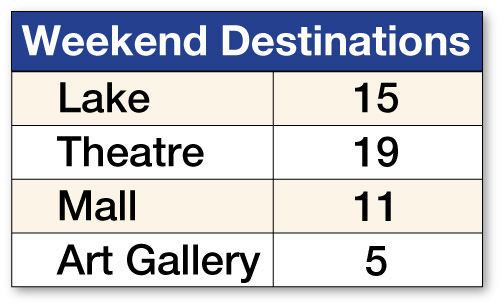 Weekend Destinations
Lake 15
Theatre 19
Mall 11
Art Gallery 5